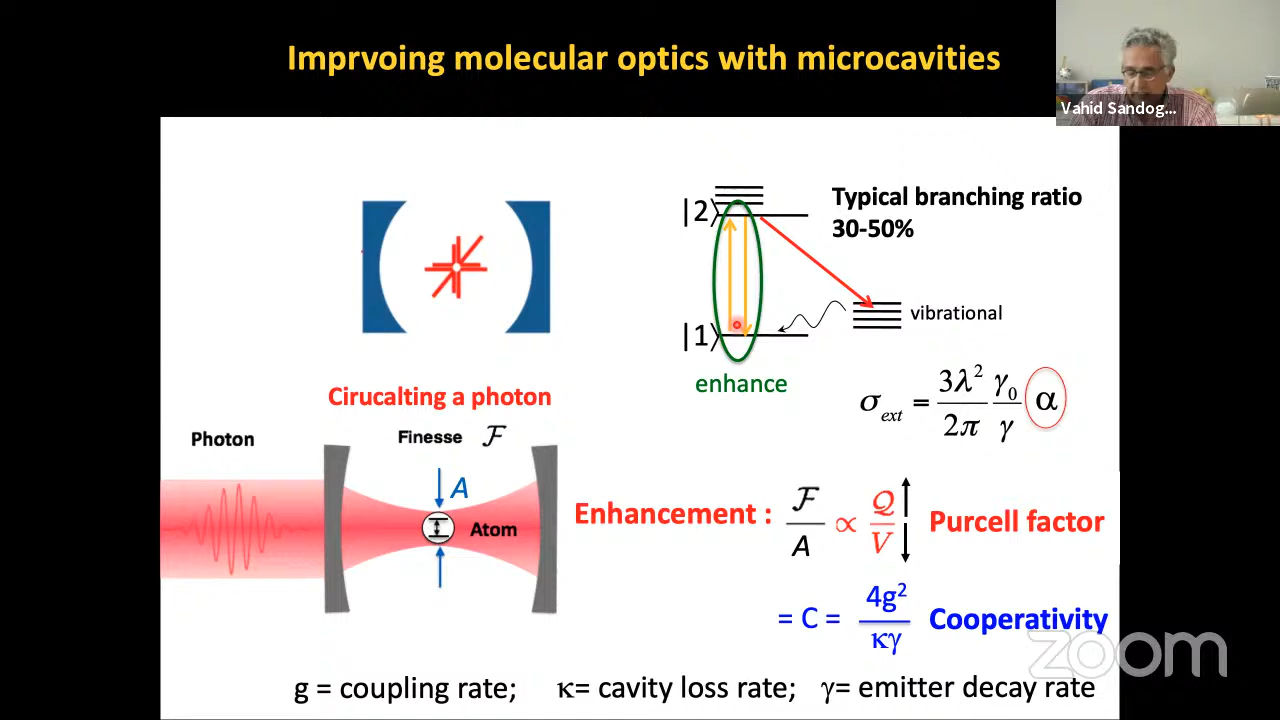 Imprvoing molecular optics with microcavities
Vahid Sandog...
|2⟩
Typical branching ratio
30-50%
vibrational
|1⟩
enhance
σext = 3λ²/2π γ₀/γ α
Cirucalting a photon
Photon
Finesse ℱ
A
Atom
Enhancement : ℱ/A ∝ Q/V Purcell factor
= C = 4g²/κγ Cooperativity
zoom
g = coupling rate; κ= cavity loss rate; γ= emitter decay rate